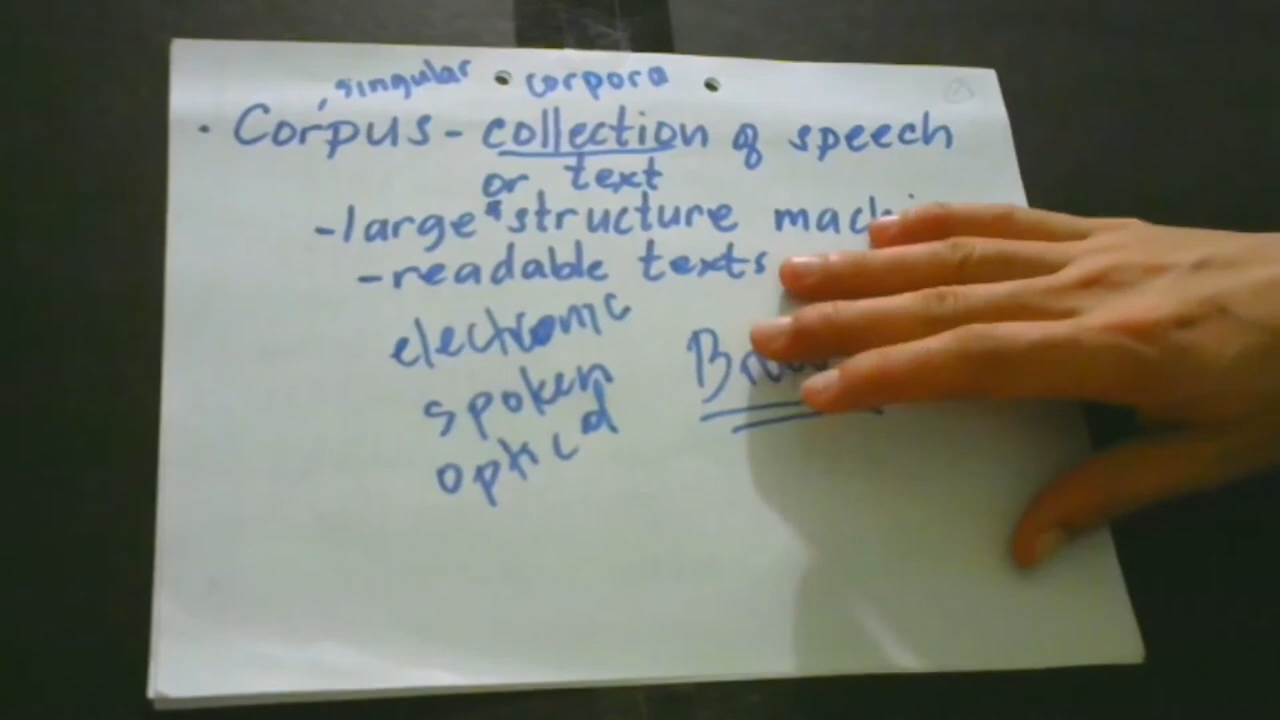 singular corpora
· Corpus - collection of speech
or text
- large structure
- readable texts
electronic
spoken
optical